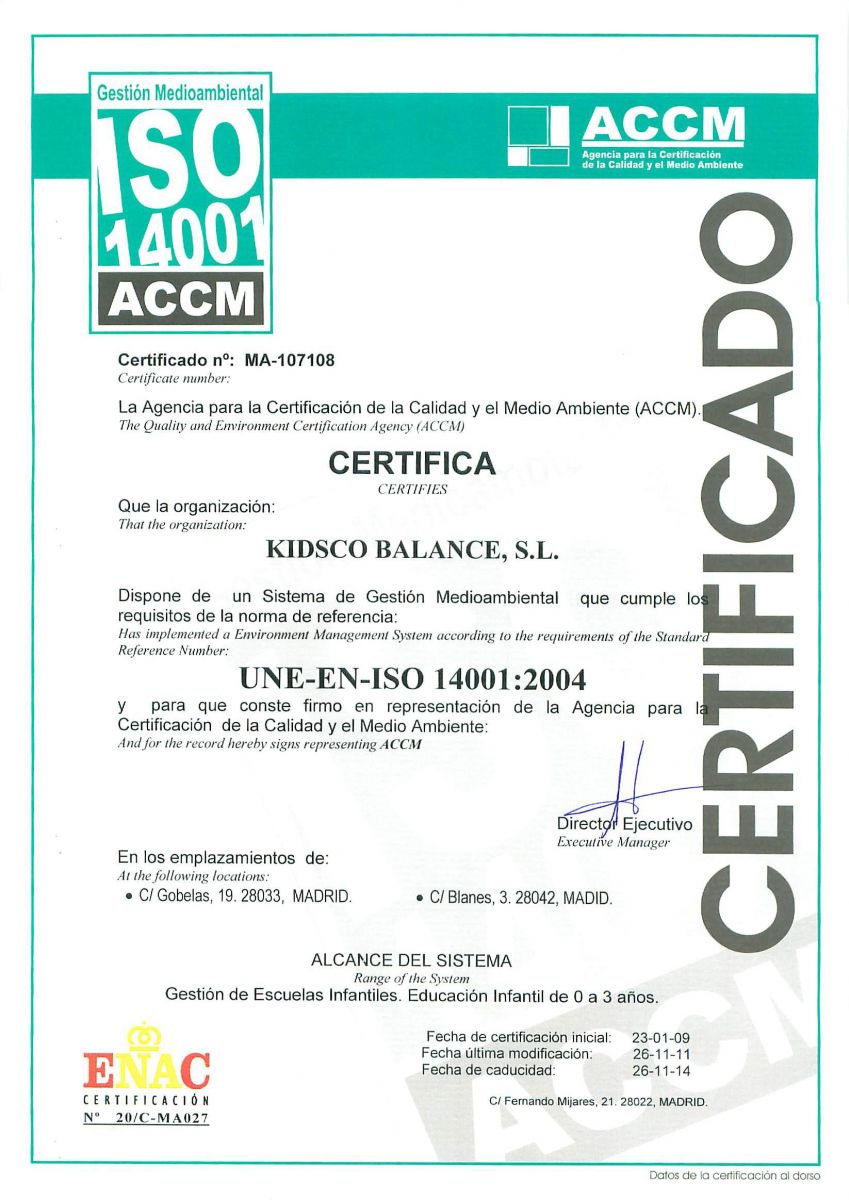 Gestión Medioambiental
ISO
14001
ACCM
ACCM
Agencia para la Certificación
de la Calidad y el Medio Ambiente
CERTIFICADO
Certificado nº: MA-107108
Certificate number:
La Agencia para la Certificación de la Calidad y el Medio Ambiente (ACCM).
The Quality and Environment Certification Agency (ACCM)
CERTIFICA
CERTIFIES
Que la organización:
That the organization:
KIDSCO BALANCE, S.L.
Dispone de un Sistema de Gestión Medioambiental que cumple los
requisitos de la norma de referencia:
Has implemented a Environment Management System according to the requirements of the Standard
Reference Number:
UNE-EN-ISO 14001:2004
y para que conste firmo en representación de la Agencia para la
Certificación de la Calidad y el Medio Ambiente:
And for the record hereby signs representing ACCM
Director Ejecutivo
Executive Manager
En los emplazamientos de:
At the following locations:
• C/ Gobelas, 19. 28033, MADRID.
• C/ Blanes, 3. 28042, MADID.
ALCANCE DEL SISTEMA
Range of the System
Gestión de Escuelas Infantiles. Educación Infantil de 0 a 3 años.
Fecha de certificación inicial: 23-01-09
Fecha última modificación: 26-11-11
Fecha de caducidad: 26-11-14
ENAC
CERTIFICACIÓN
Nº 20/C-MA027
C/ Fernando Mijares, 21. 28022, MADRID.
ACCM
Datos de la certificación al dorso